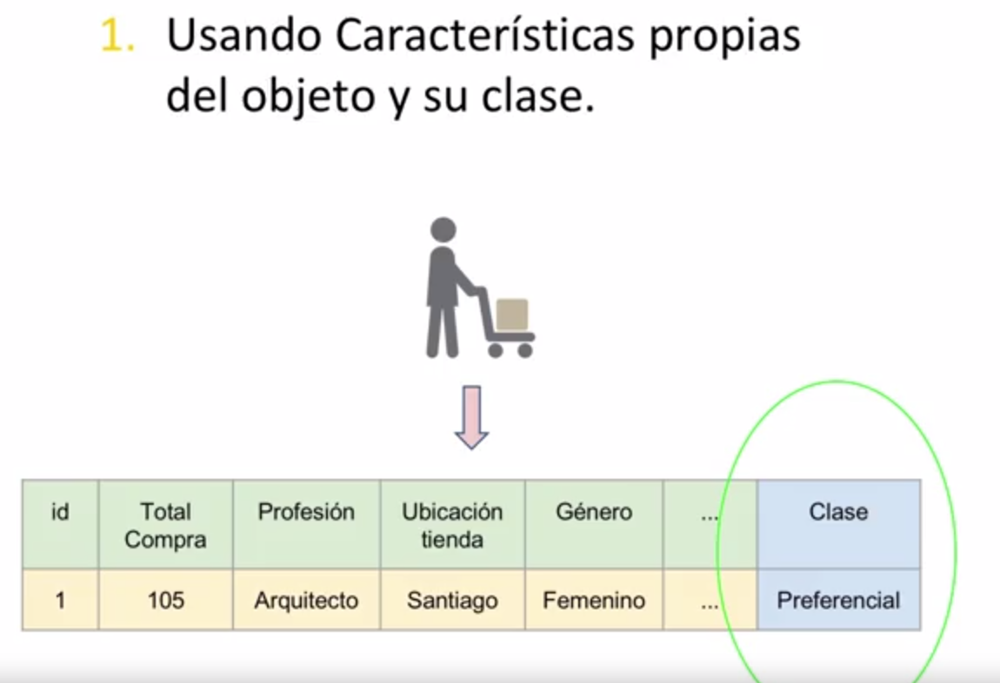 1. Usando Características propias
del objeto y su clase.
id Total Compra Profesión Ubicación tienda Género ... Clase
1 105 Arquitecto Santiago Femenino ... Preferencial